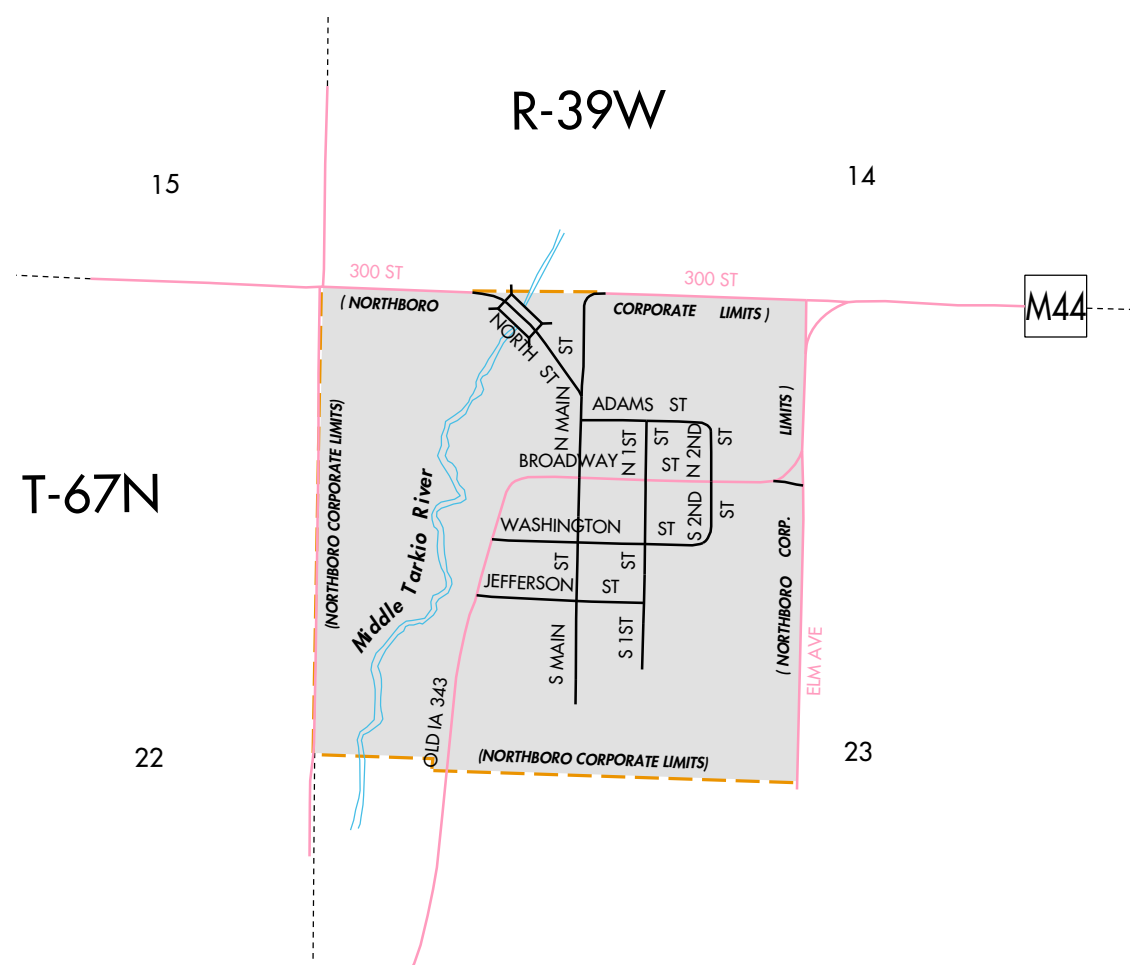 R-39W
15
14
300 ST
300 ST
( NORTHBORO
CORPORATE LIMITS )
M44
NORTH ST
ST
N MAIN
ADAMS ST
LIMITS )
N 1ST
ST
N 2ND
ST
BROADWAY ST
(NORTHBORO CORPORATE LIMITS)
T-67N
Middle Tarkio River
S 2ND
ST
WASHINGTON ST
( NORTHBORO CORP.
ST
ST
JEFFERSON ST
S MAIN
S 1ST
ELM AVE
OLD IA 343
(NORTHBORO CORPORATE LIMITS)
22
23